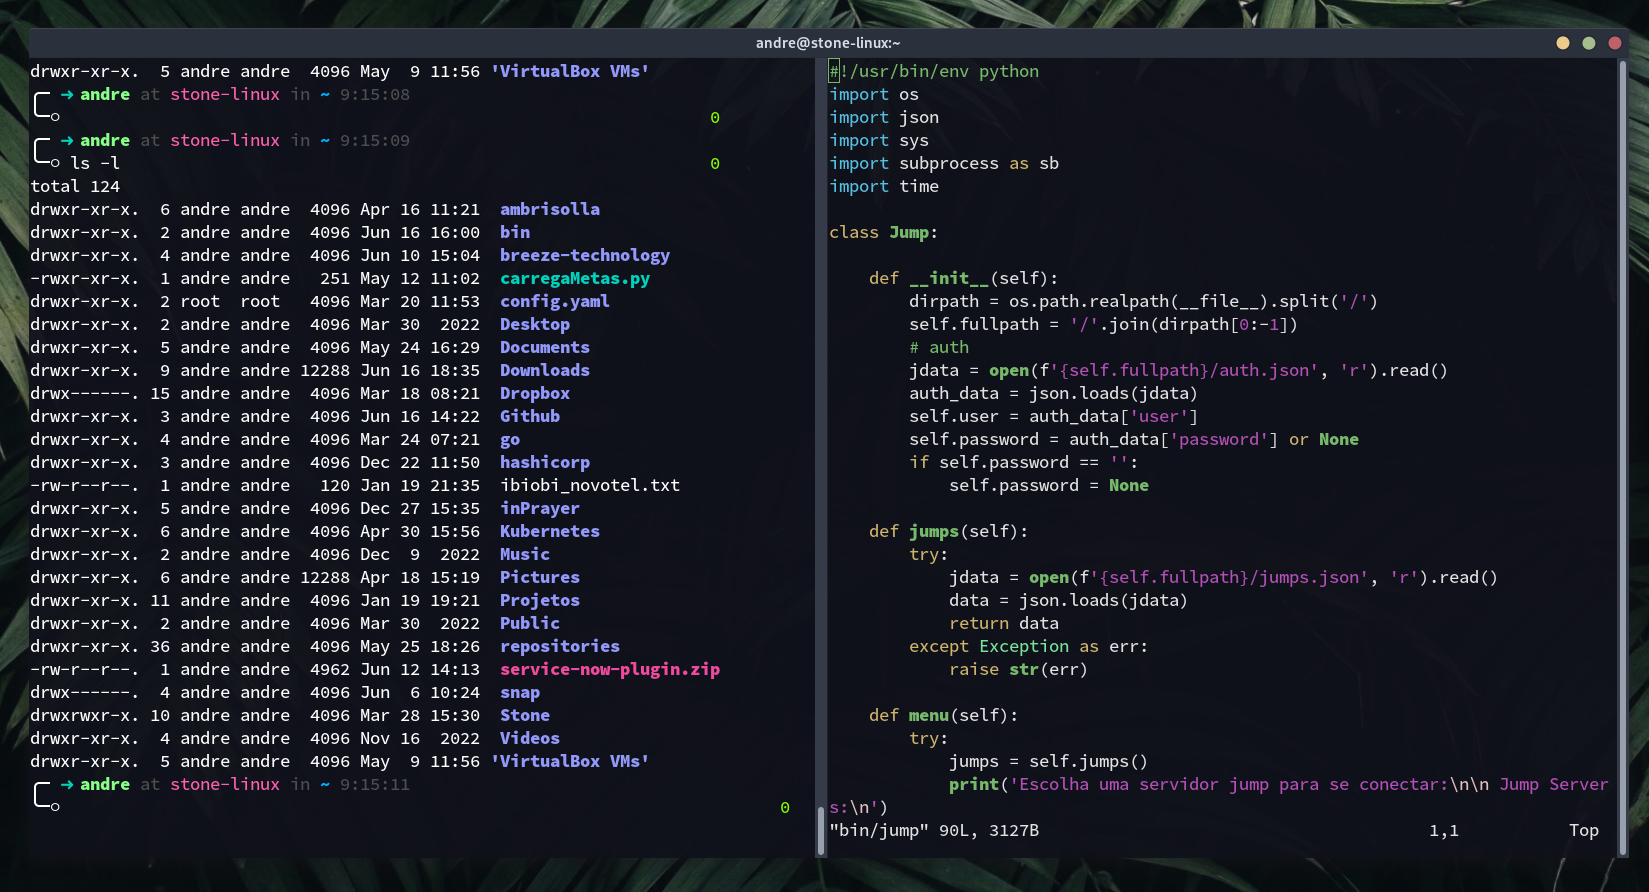 andre@stone-linux:~
drwxr-xr-x.  5 andre andre  4096 May  9 11:56 'VirtualBox VMs'
➜ andre at stone-linux in ~ 9:15:08
0
➜ andre at stone-linux in ~ 9:15:09
ls -l 0
total 124
drwxr-xr-x.  6 andre andre  4096 Apr 16 11:21  ambrisolla
drwxr-xr-x.  2 andre andre  4096 Jun 16 16:00  bin
drwxr-xr-x.  4 andre andre  4096 Jun 10 15:04  breeze-technology
-rwxr-xr-x.  1 andre andre   251 May 12 11:02  carregaMetas.py
drwxr-xr-x.  2 root  root   4096 Mar 20 11:53  config.yaml
drwxr-xr-x.  2 andre andre  4096 Mar 30  2022  Desktop
drwxr-xr-x.  5 andre andre  4096 May 24 16:29  Documents
drwxr-xr-x.  9 andre andre 12288 Jun 16 18:35  Downloads
drwx------. 15 andre andre  4096 Mar 18 08:21  Dropbox
drwxr-xr-x.  3 andre andre  4096 Jun 16 14:22  Github
drwxr-xr-x.  4 andre andre  4096 Mar 24 07:21  go
drwxr-xr-x.  3 andre andre  4096 Dec 22 11:50  hashicorp
-rw-r--r--.  1 andre andre   120 Jan 19 21:35  ibiobi_novotel.txt
drwxr-xr-x.  5 andre andre  4096 Dec 27 15:35  inPrayer
drwxr-xr-x.  6 andre andre  4096 Apr 30 15:56  Kubernetes
drwxr-xr-x.  2 andre andre  4096 Dec  9  2022  Music
drwxr-xr-x.  6 andre andre 12288 Apr 18 15:19  Pictures
drwxr-xr-x. 11 andre andre  4096 Jan 19 19:21  Projetos
drwxr-xr-x.  2 andre andre  4096 Mar 30  2022  Public
drwxr-xr-x. 36 andre andre  4096 May 25 18:26  repositories
-rw-r--r--.  1 andre andre  4962 Jun 12 14:13  service-now-plugin.zip
drwx------.  4 andre andre  4096 Jun  6 10:24  snap
drwxrwxr-x. 10 andre andre  4096 Mar 28 15:30  Stone
drwxr-xr-x.  4 andre andre  4096 Nov 16  2022  Videos
drwxr-xr-x.  5 andre andre  4096 May  9 11:56 'VirtualBox VMs'
➜ andre at stone-linux in ~ 9:15:11
0
#!/usr/bin/env python
import os
import json
import sys
import subprocess as sb
import time
class Jump:
    def __init__(self):
        dirpath = os.path.realpath(__file__).split('/')
        self.fullpath = '/'.join(dirpath[0:-1])
        # auth
        jdata = open(f'{self.fullpath}/auth.json', 'r').read()
        auth_data = json.loads(jdata)
        self.user = auth_data['user']
        self.password = auth_data['password'] or None
        if self.password == '':
            self.password = None
    def jumps(self):
        try:
            jdata = open(f'{self.fullpath}/jumps.json', 'r').read()
            data = json.loads(jdata)
            return data
        except Exception as err:
            raise str(err)
    def menu(self):
        try:
            jumps = self.jumps()
            print('Escolha uma servidor jump para se conectar:\n\n Jump Server
s:\n')
"bin/jump" 90L, 3127B 1,1 Top